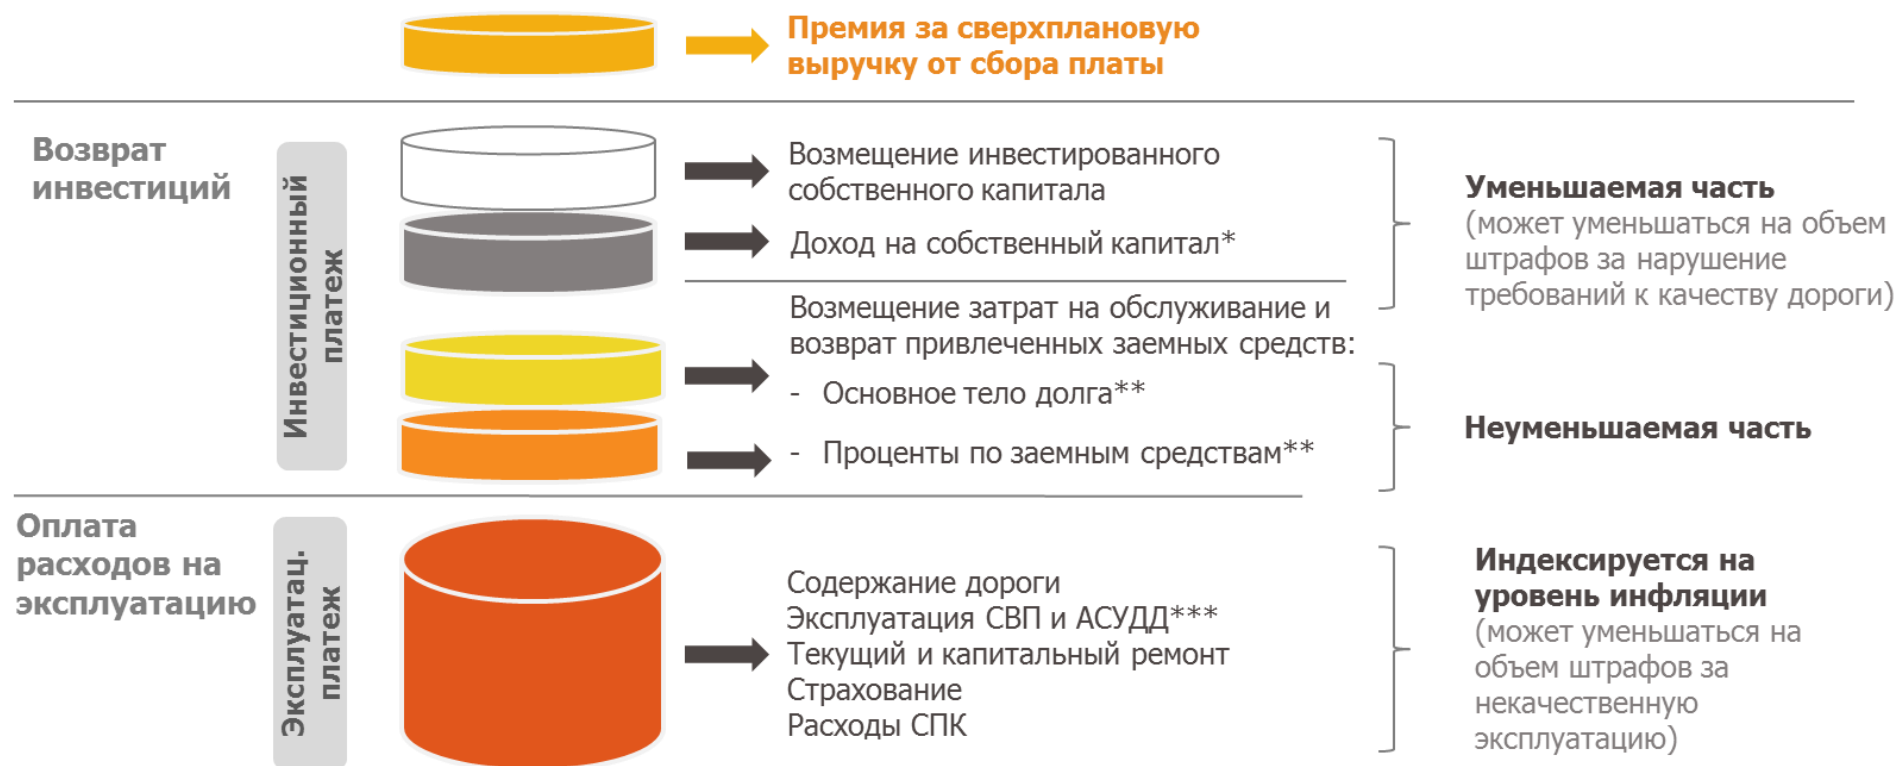 Премия за сверхплановую
выручку от сбора платы
Возврат
инвестиций
Инвестиционный
платеж
Возмещение инвестированного
собственного капитала
Доход на собственный капитал*
Уменьшаемая часть
(может уменьшаться на объем
штрафов за нарушение
требований к качеству дороги)
Возмещение затрат на обслуживание и
возврат привлеченных заемных средств:
- Основное тело долга**
- Проценты по заемным средствам**
Неуменьшаемая часть
Оплата
расходов на
эксплуатацию
Эксплуатац.
платеж
Содержание дороги
Эксплуатация СВП и АСУДД***
Текущий и капитальный ремонт
Страхование
Расходы СПК
Индексируется на
уровень инфляции
(может уменьшаться на
объем штрафов за
некачественную
эксплуатацию)